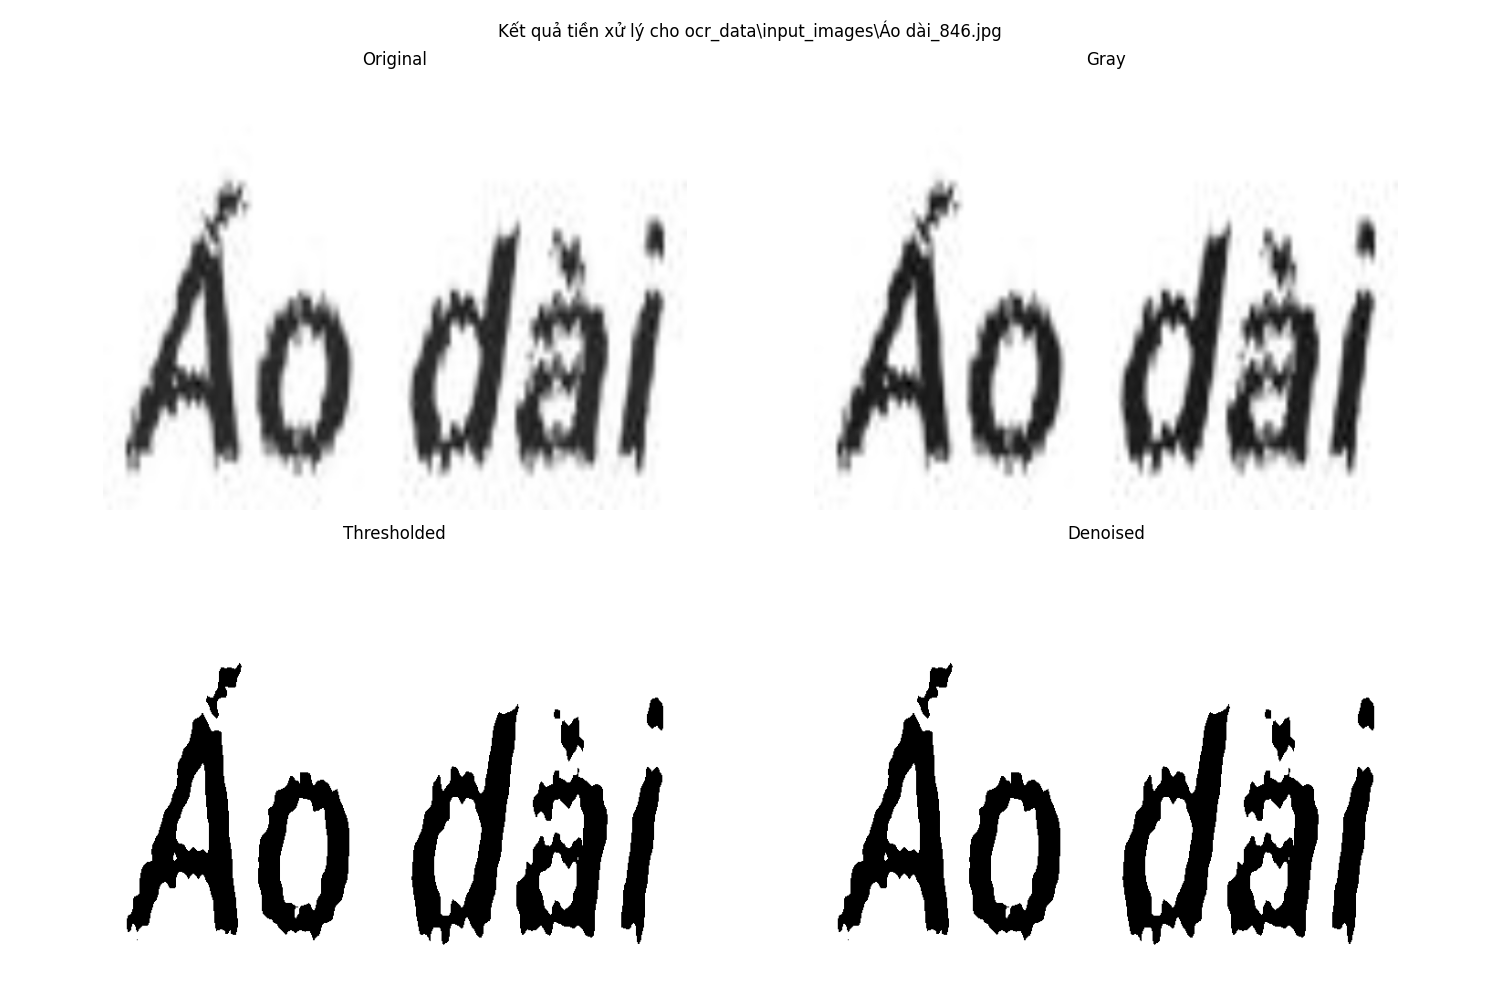 Kết quả tiền xử lý cho ocr_data\input_images\Áo dài_846.jpg
Original
Gray
Áo dài
Áo dài
Thresholded
Denoised
Áo dài
Áo dài